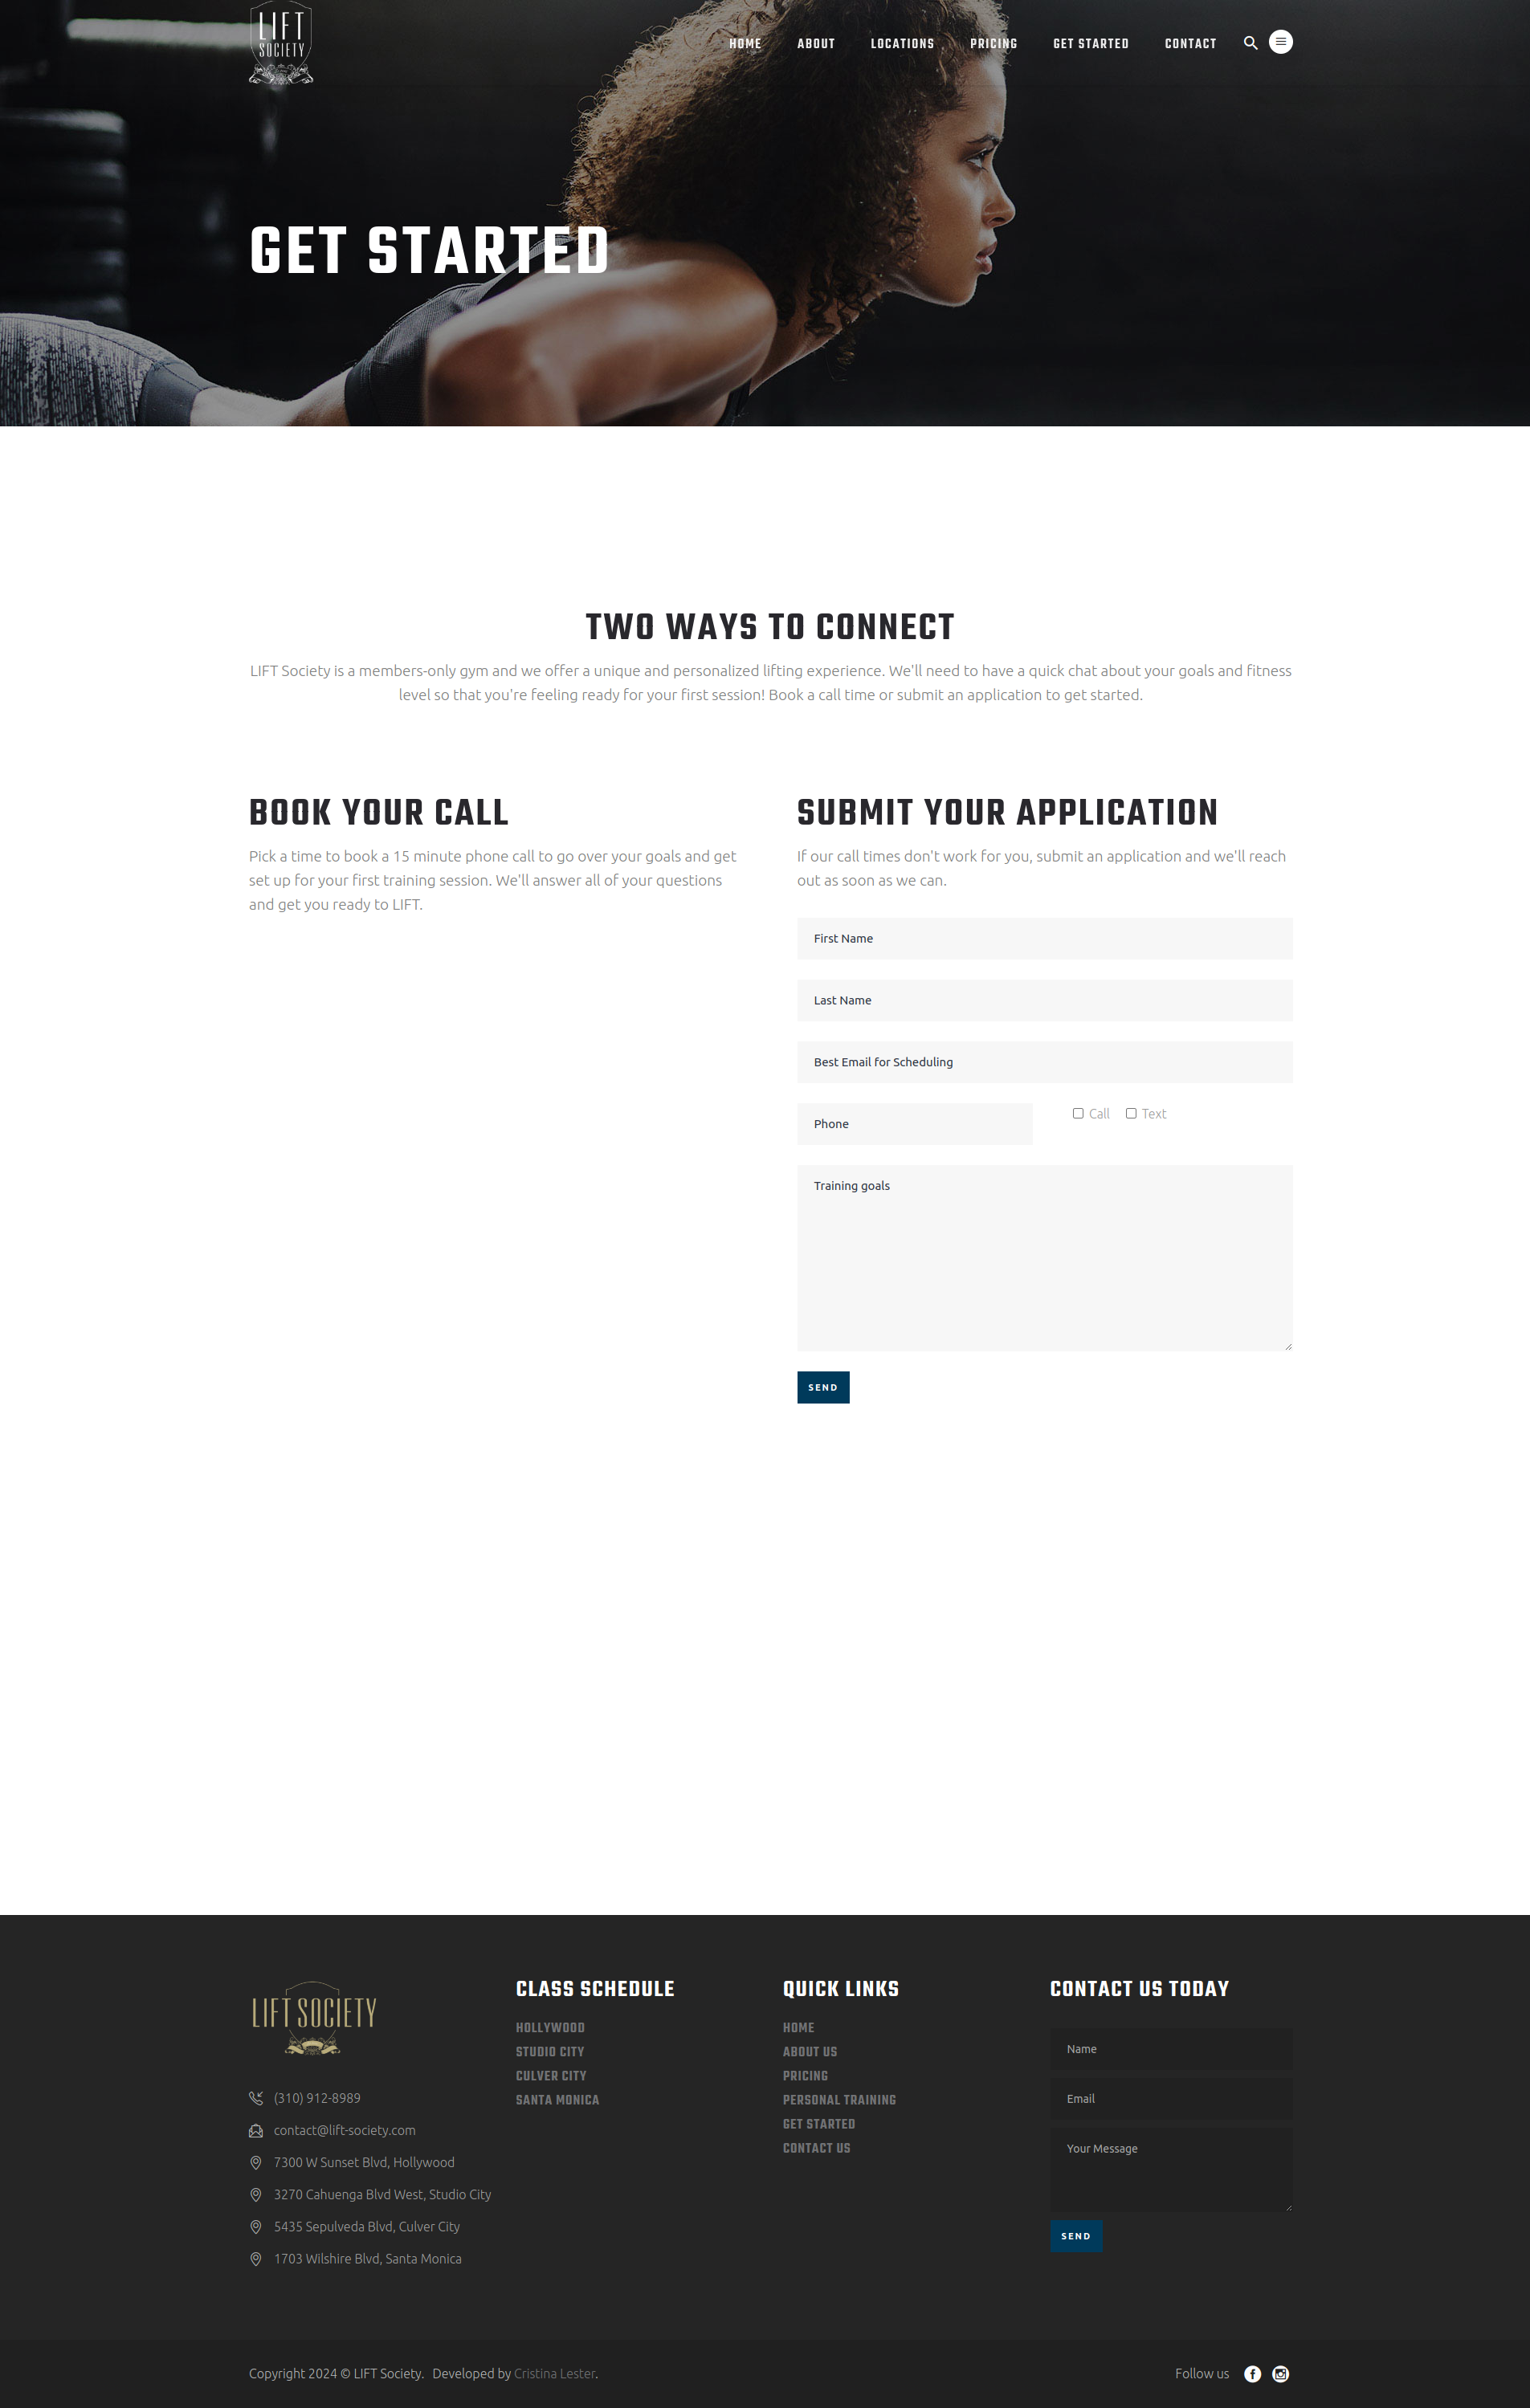 LIFT
SOCIETY
HOME ABOUT LOCATIONS PRICING GET STARTED CONTACT
GET STARTED
TWO WAYS TO CONNECT
LIFT Society is a members-only gym and we offer a unique and personalized lifting experience. We'll need to have a quick chat about your goals and fitness
level so that you're feeling ready for your first session! Book a call time or submit an application to get started.
BOOK YOUR CALL
Pick a time to book a 15 minute phone call to go over your goals and get
set up for your first training session. We'll answer all of your questions
and get you ready to LIFT.
SUBMIT YOUR APPLICATION
If our call times don't work for you, submit an application and we'll reach
out as soon as we can.
First Name
Last Name
Best Email for Scheduling
Phone
Call Text
Training goals
SEND
LIFT SOCIETY
(310) 912-8989
contact@lift-society.com
7300 W Sunset Blvd, Hollywood
3270 Cahuenga Blvd West, Studio City
5435 Sepulveda Blvd, Culver City
1703 Wilshire Blvd, Santa Monica
CLASS SCHEDULE
HOLLYWOOD
STUDIO CITY
CULVER CITY
SANTA MONICA
QUICK LINKS
HOME
ABOUT US
PRICING
PERSONAL TRAINING
GET STARTED
CONTACT US
CONTACT US TODAY
Name
Email
Your Message
SEND
Copyright 2024 © LIFT Society. Developed by Cristina Lester.
Follow us